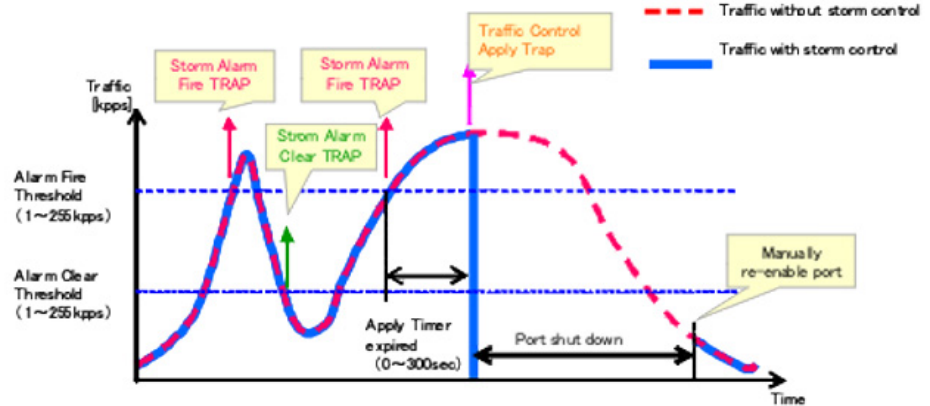 Traffic without storm control
Traffic with storm control
Traffic Control
Apply Trap
Storm Alarm
Fire TRAP
Storm Alarm
Fire TRAP
Strom Alarm
Clear TRAP
Traffic
[kpps]
Alarm Fire
Threshold
(1～255kpps)
Alarm Clear
Threshold
(1～255kpps)
Manually
re-enable port
Apply Timer
expired
(0～300sec)
Port shut down
Time